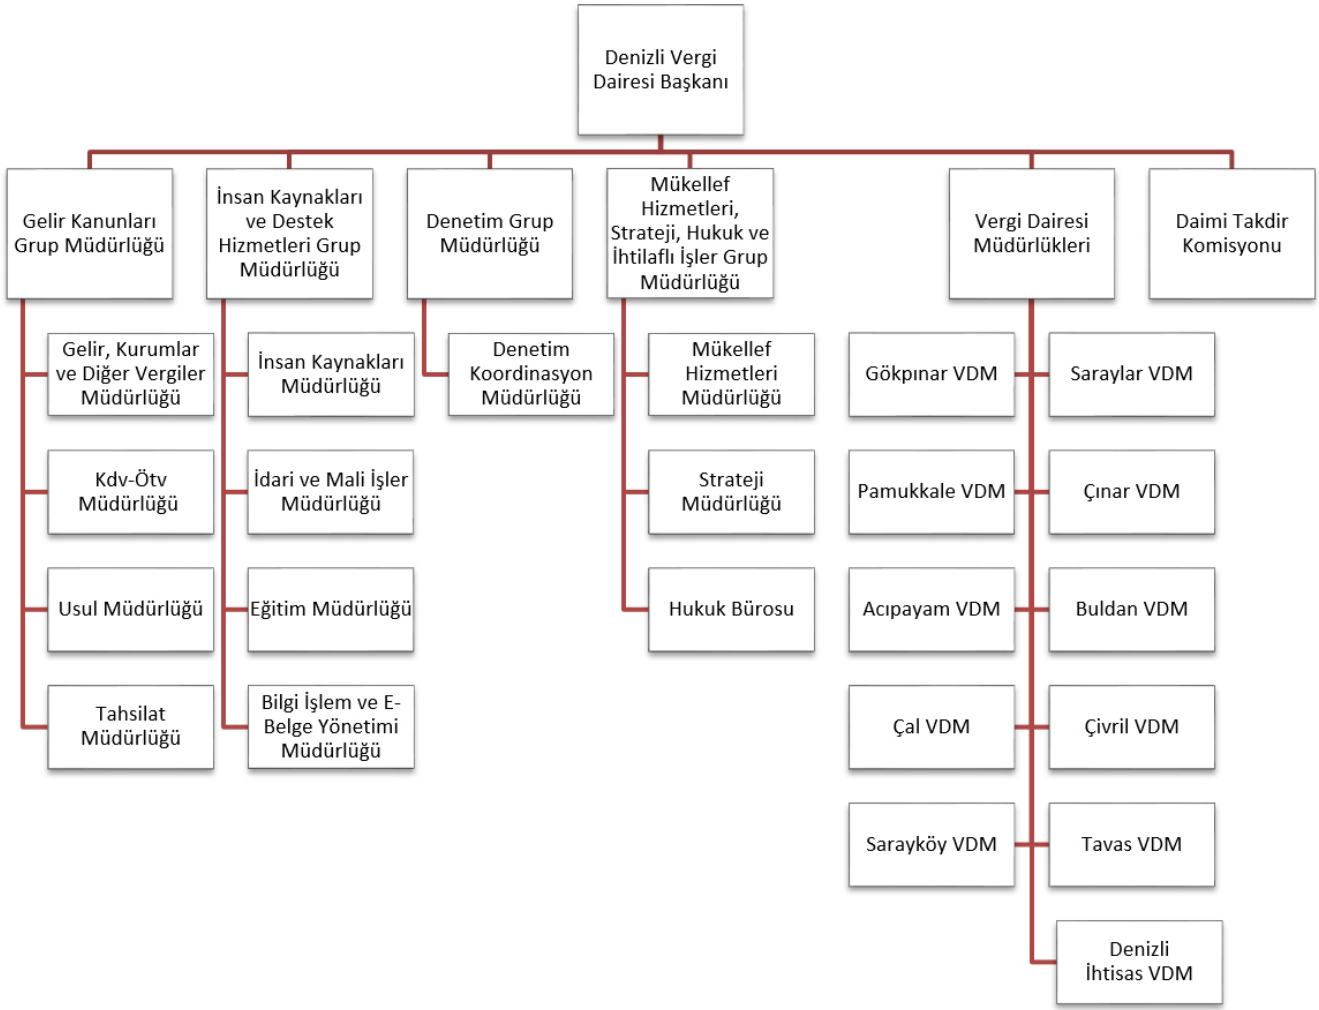 Denizli Vergi
Dairesi Başkanı
Gelir Kanunları
Grup Müdürlüğü
İnsan Kaynakları
ve Destek
Hizmetleri Grup
Müdürlüğü
Denetim Grup
Müdürlüğü
Mükellef
Hizmetleri,
Strateji, Hukuk ve
İhtilaflı İşler Grup
Müdürlüğü
Vergi Dairesi
Müdürlükleri
Daimi Takdir
Komisyonu
Gelir, Kurumlar
ve Diğer Vergiler
Müdürlüğü
Kdv-Ötv
Müdürlüğü
Usul Müdürlüğü
Tahsilat
Müdürlüğü
İnsan Kaynakları
Müdürlüğü
İdari ve Mali İşler
Müdürlüğü
Eğitim Müdürlüğü
Bilgi İşlem ve E-
Belge Yönetimi
Müdürlüğü
Denetim
Koordinasyon
Müdürlüğü
Mükellef
Hizmetleri
Müdürlüğü
Strateji
Müdürlüğü
Hukuk Bürosu
Gökpınar VDM
Saraylar VDM
Pamukkale VDM
Çınar VDM
Acıpayam VDM
Buldan VDM
Çal VDM
Çivril VDM
Sarayköy VDM
Tavas VDM
Denizli
İhtisas VDM